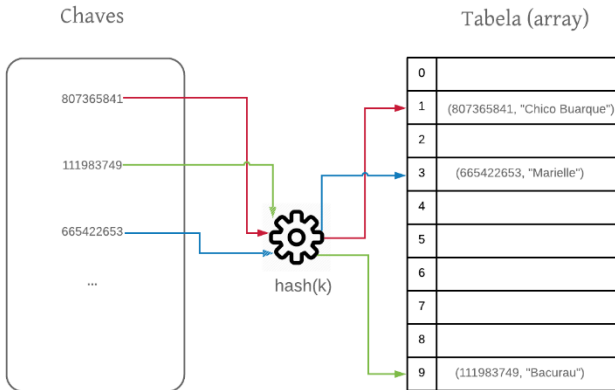 Chaves
Tabela (array)
807365841
111983749
665422653
...
hash(k)
0
1 (807365841, "Chico Buarque")
2
3 (665422653, "Marielle")
4
5
6
7
8
9 (111983749, "Bacurau")